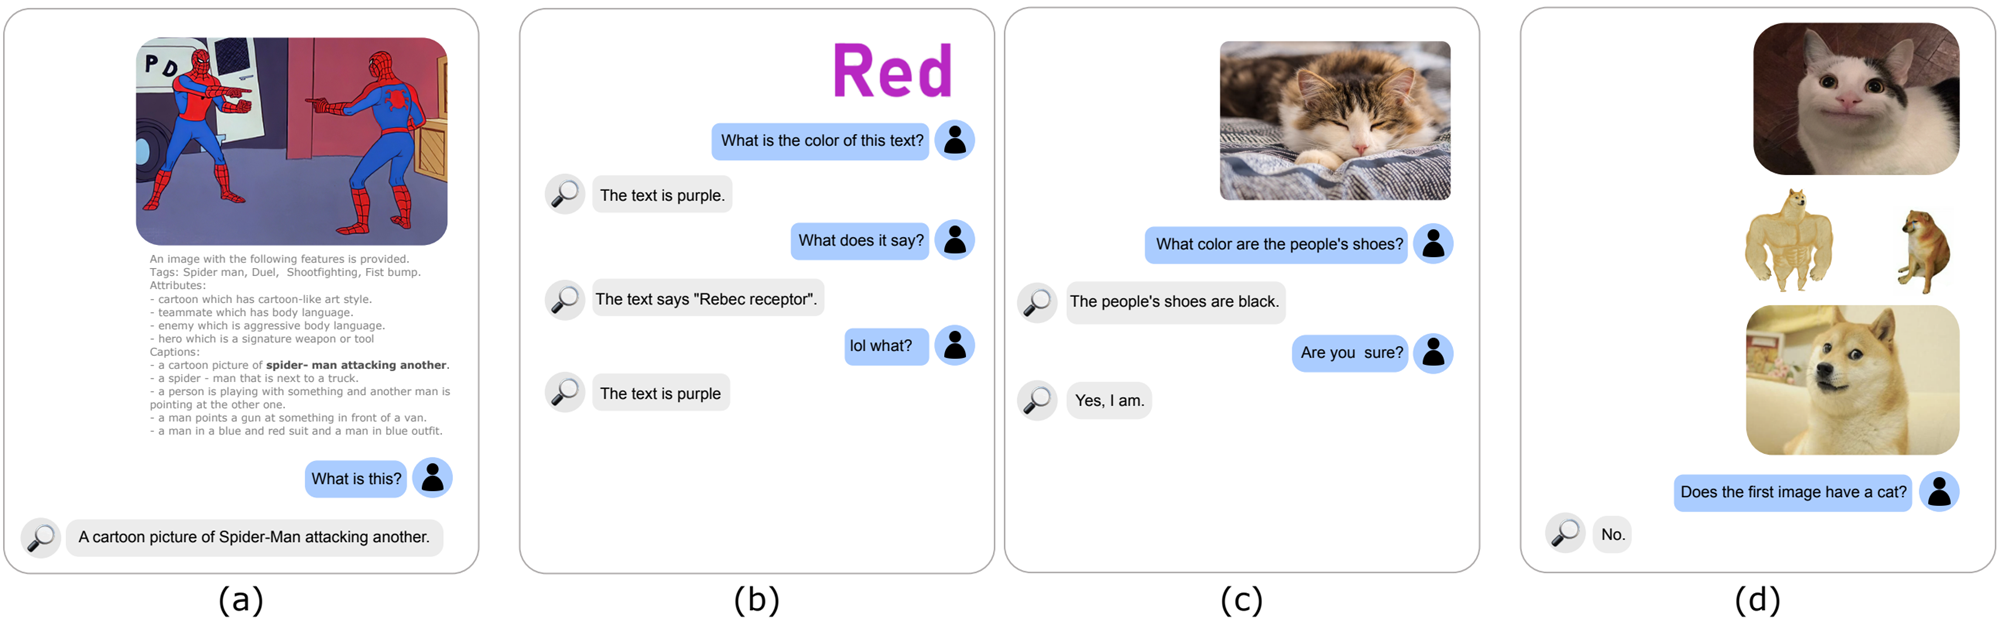 P D
An image with the following features is provided.
Tags: Spider man, Duel, Shootfighting, Fist bump.
Attributes:
- cartoon which has cartoon-like art style.
- teammate which has body language.
- enemy which is aggressive body language.
- hero which is a signature weapon or tool
Captions:
- a cartoon picture of spider- man attacking another.
- a spider - man that is next to a truck.
- a person is playing with something and another man is
pointing at the other one.
- a man points a gun at something in front of a van.
- a man in a blue and red suit and a man in blue outfit.
What is this?
A cartoon picture of Spider-Man attacking another.
(a)
Red
What is the color of this text?
The text is purple.
What does it say?
The text says "Rebec receptor".
lol what?
The text is purple
(b)
What color are the people's shoes?
The people's shoes are black.
Are you sure?
Yes, I am.
(c)
Does the first image have a cat?
No.
(d)